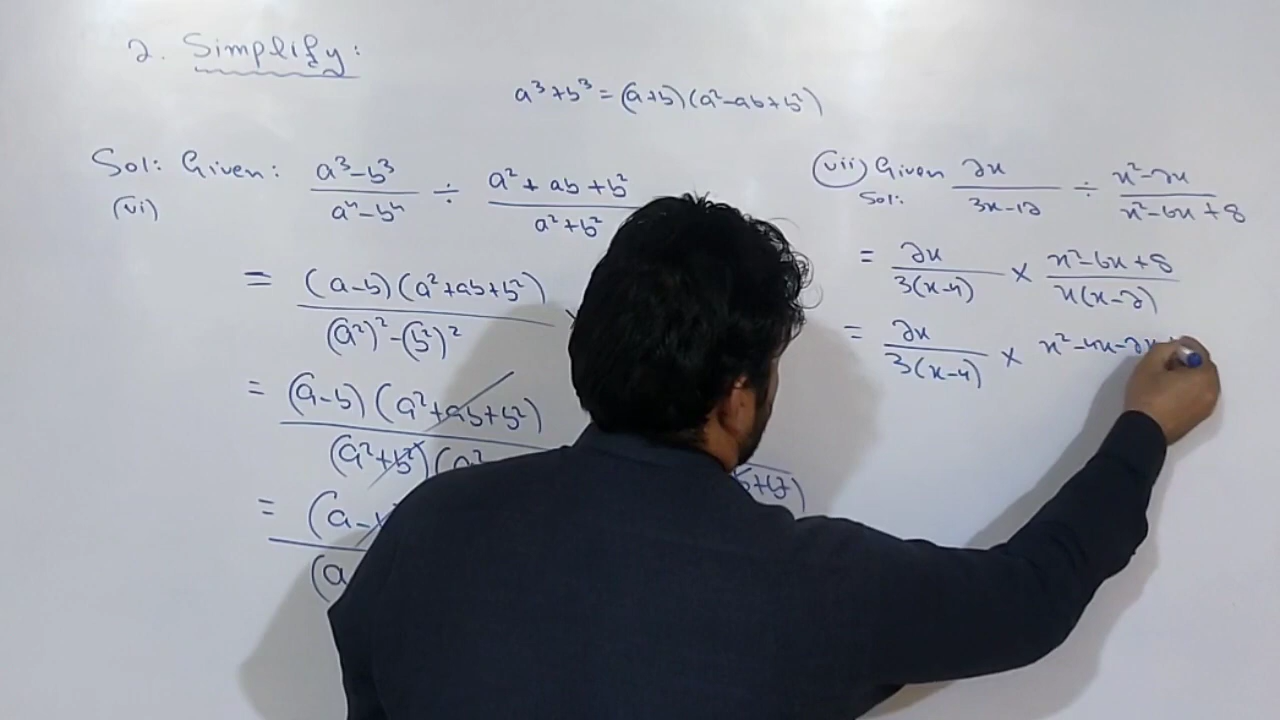 2. Simplify:
a³+b³=(a+b)(a²-ab+b²)
Sol: Given: a³-b³ / a⁴-b⁴ ÷ a²+ab+b² / a²+b²
(vi)
= (a-b)(a²+ab+b²) / (a²)²-(b²)²
= (a-b)(a²+ab+b²) / (a²+b²)(a²
= (a- / (a
(vii) Given 2x / 3x-12 ÷ x²-2x / x²-6x+8
Sol:
= 2x / 3(x-4) × x²-6x+8 / x(x-2)
= 2x / 3(x-4) × x²-4x-2x